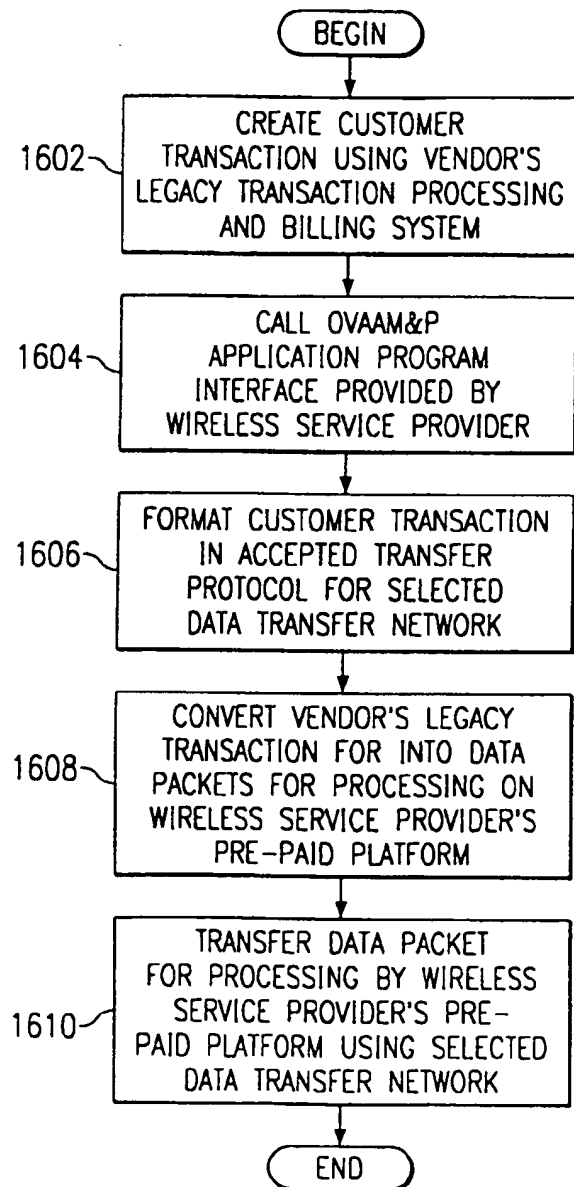 BEGIN
1602
CREATE CUSTOMER
TRANSACTION USING VENDOR'S
LEGACY TRANSACTION PROCESSING
AND BILLING SYSTEM
1604
CALL OVAAM&P
APPLICATION PROGRAM
INTERFACE PROVIDED BY
WIRELESS SERVICE PROVIDER
1606
FORMAT CUSTOMER TRANSACTION
IN ACCEPTED TRANSFER
PROTOCOL FOR SELECTED
DATA TRANSFER NETWORK
1608
CONVERT VENDOR'S LEGACY
TRANSACTION FOR INTO DATA
PACKETS FOR PROCESSING ON
WIRELESS SERVICE PROVIDER'S
PRE-PAID PLATFORM
1610
TRANSFER DATA PACKET
FOR PROCESSING BY WIRELESS
SERVICE PROVIDER'S PRE-
PAID PLATFORM USING SELECTED
DATA TRANSFER NETWORK
END